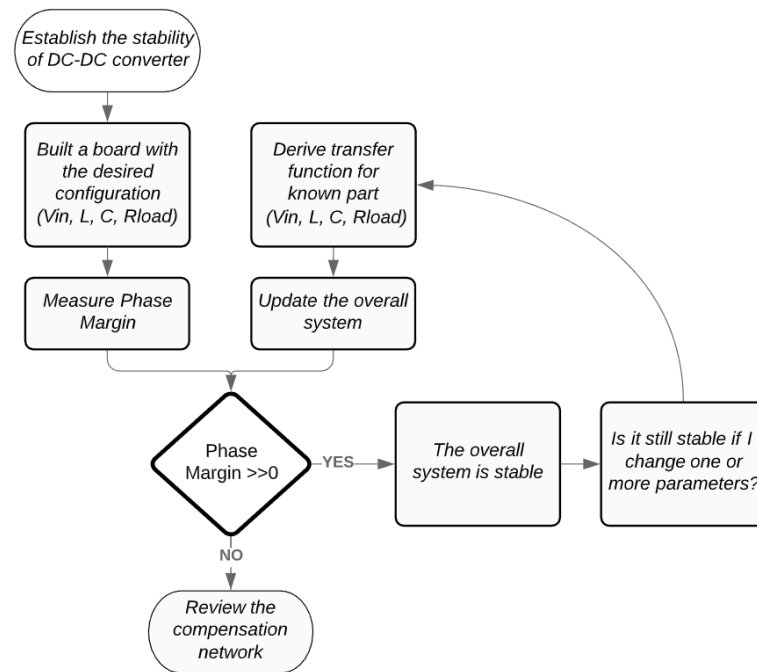 Establish the stability
of DC-DC converter
Built a board with
the desired
configuration
(Vin, L, C, Rload)
Derive transfer
function for
known part
(Vin, L, C, Rload)
Measure Phase
Margin
Update the overall
system
Phase
Margin >>0
YES
The overall
system is stable
Is it still stable if I
change one or
more parameters?
NO
Review the
compensation
network